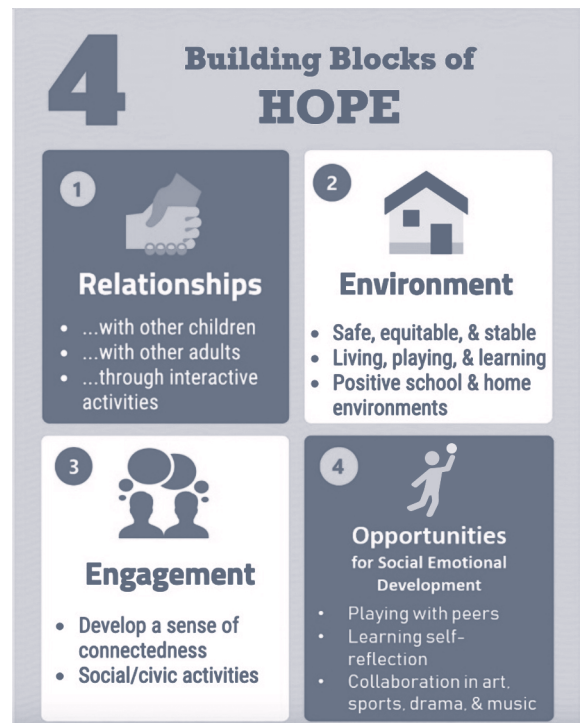 4
Building Blocks of
HOPE
1
Relationships
• ...with other children
• ...with other adults
• ...through interactive
activities
2
Environment
• Safe, equitable, & stable
• Living, playing, & learning
• Positive school & home
environments
3
Engagement
• Develop a sense of
connectedness
• Social/civic activities
4
Opportunities
for Social Emotional
Development
• Playing with peers
• Learning self-
reflection
• Collaboration in art,
sports, drama, & music